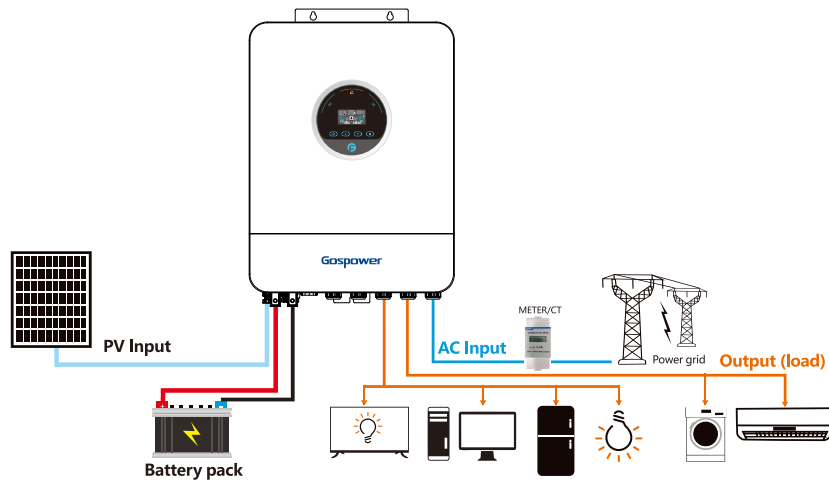 Gospower
METER/CT
PV Input
AC Input
Power grid
Output (load)
Battery pack